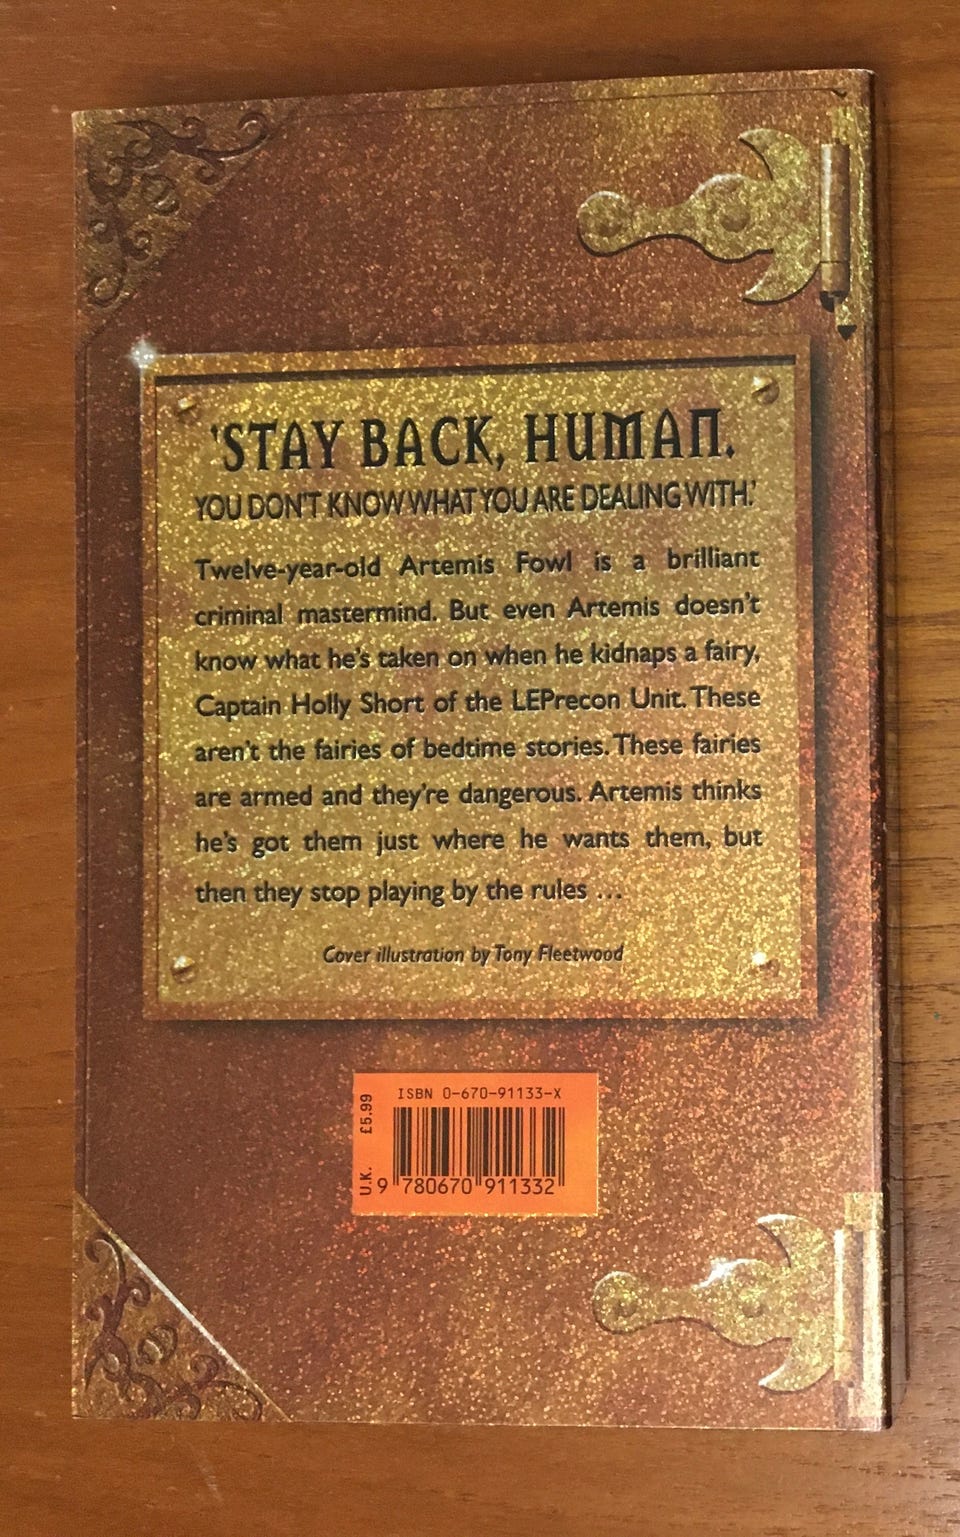 'STAY BACK, HUMAN.
YOU DON'T KNOW WHAT YOU ARE DEALING WITH.'
Twelve-year-old Artemis Fowl is a brilliant
criminal mastermind. But even Artemis doesn't
know what he's taken on when he kidnaps a fairy,
Captain Holly Short of the LEPrecon Unit. These
aren't the fairies of bedtime stories. These fairies
are armed and they're dangerous. Artemis thinks
he's got them just where he wants them, but
then they stop playing by the rules ...
Cover illustration by Tony Fleetwood
ISBN 0-670-91133-X
U.K. £5.99
9 780670 911332